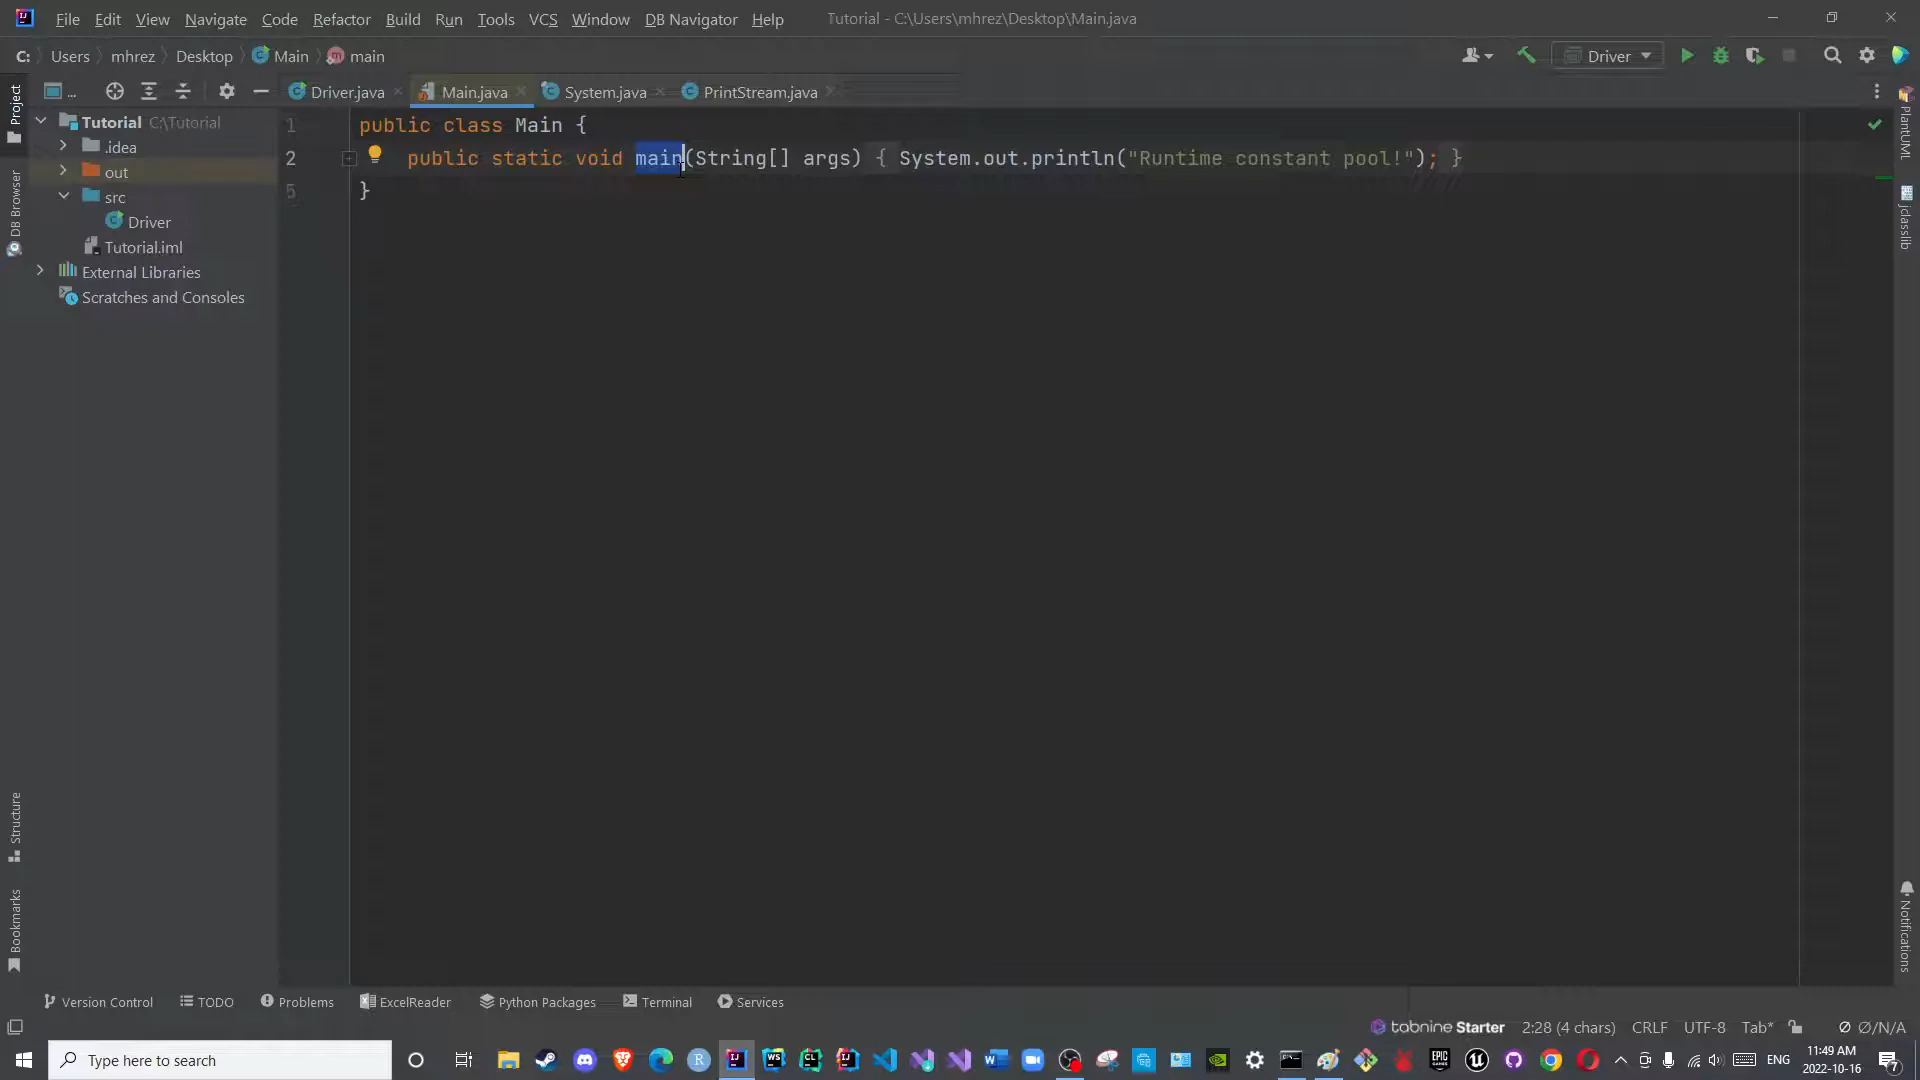 File Edit View Navigate Code Refactor Build Run Tools VCS Window DB Navigator Help Tutorial - C:\Users\mhrez\Desktop\Main.java
C: Users mhrez Desktop Main main Driver
... Driver.java Main.java System.java PrintStream.java
Project
DB Browser
Structure
Bookmarks
Tutorial C:\Tutorial
.idea
out
src
Driver
Tutorial.iml
External Libraries
Scratches and Consoles
1 public class Main {
2 public static void main(String[] args) { System.out.println("Runtime constant pool!"); }
5 }
PlantUML
jclasslib
Notifications
Version Control TODO Problems ExcelReader Python Packages Terminal Services
tabnine Starter 2:28 (4 chars) CRLF UTF-8 Tab* Ø/N/A
Type here to search ENG 11:49 AM
2022-10-16
7